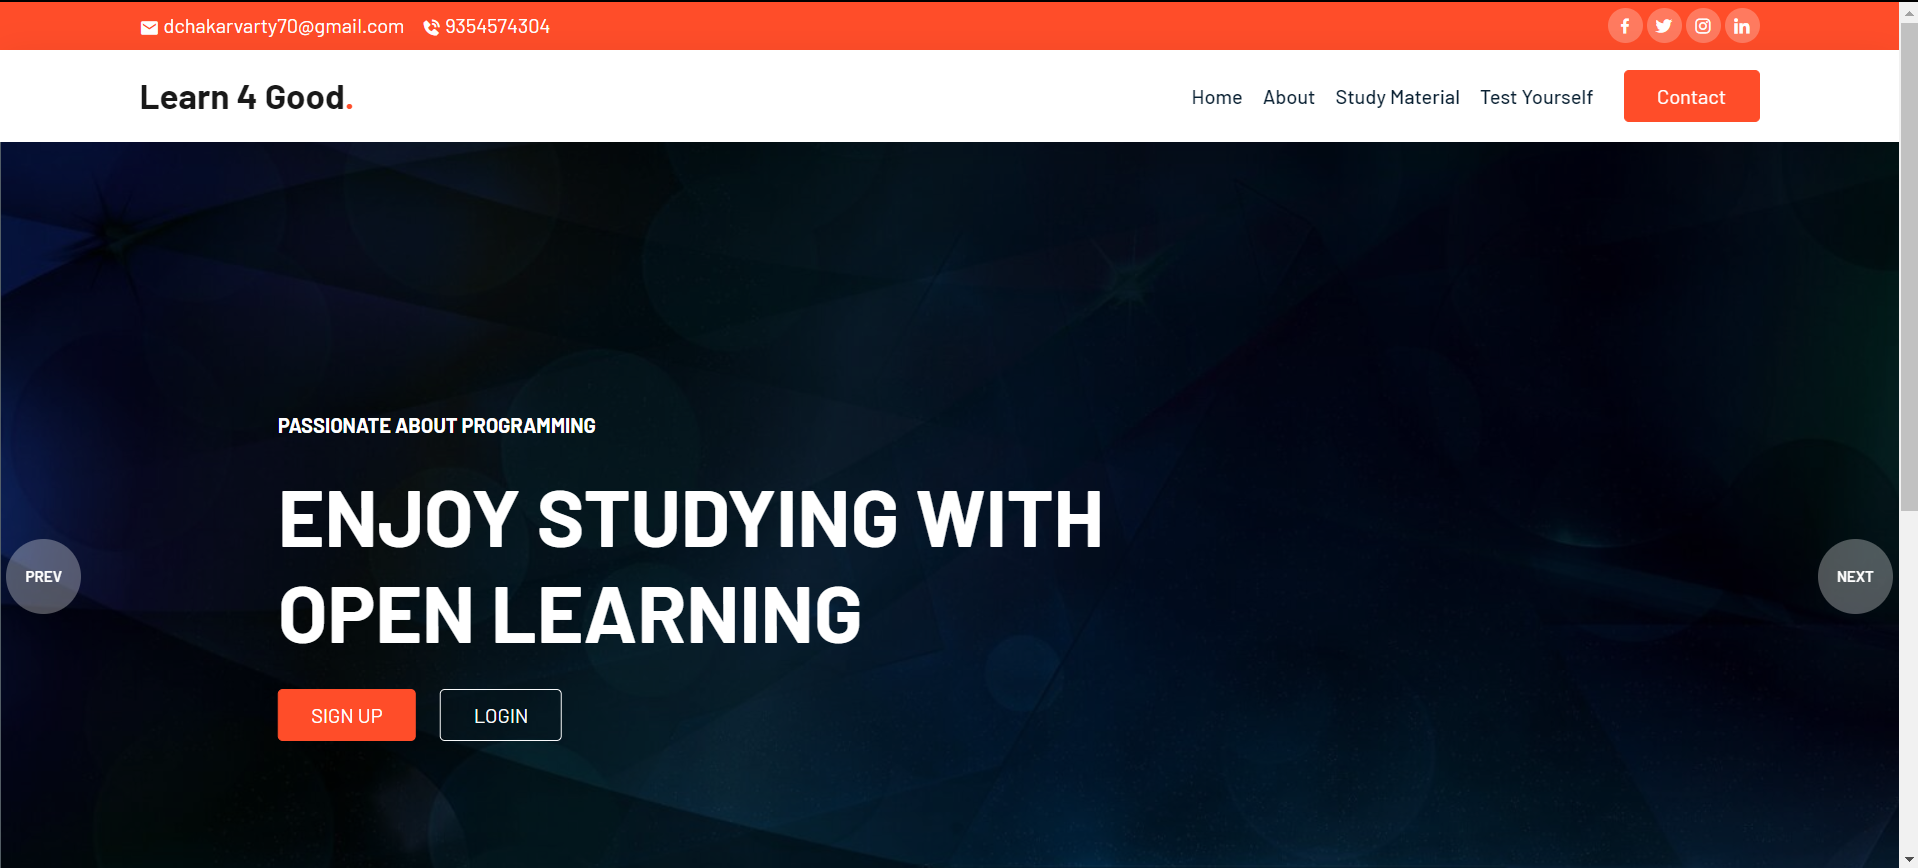 dchakarvarty70@gmail.com 9354574304
Learn 4 Good.
Home About Study Material Test Yourself Contact
PASSIONATE ABOUT PROGRAMMING
ENJOY STUDYING WITH
OPEN LEARNING
PREV
NEXT
SIGN UP LOGIN